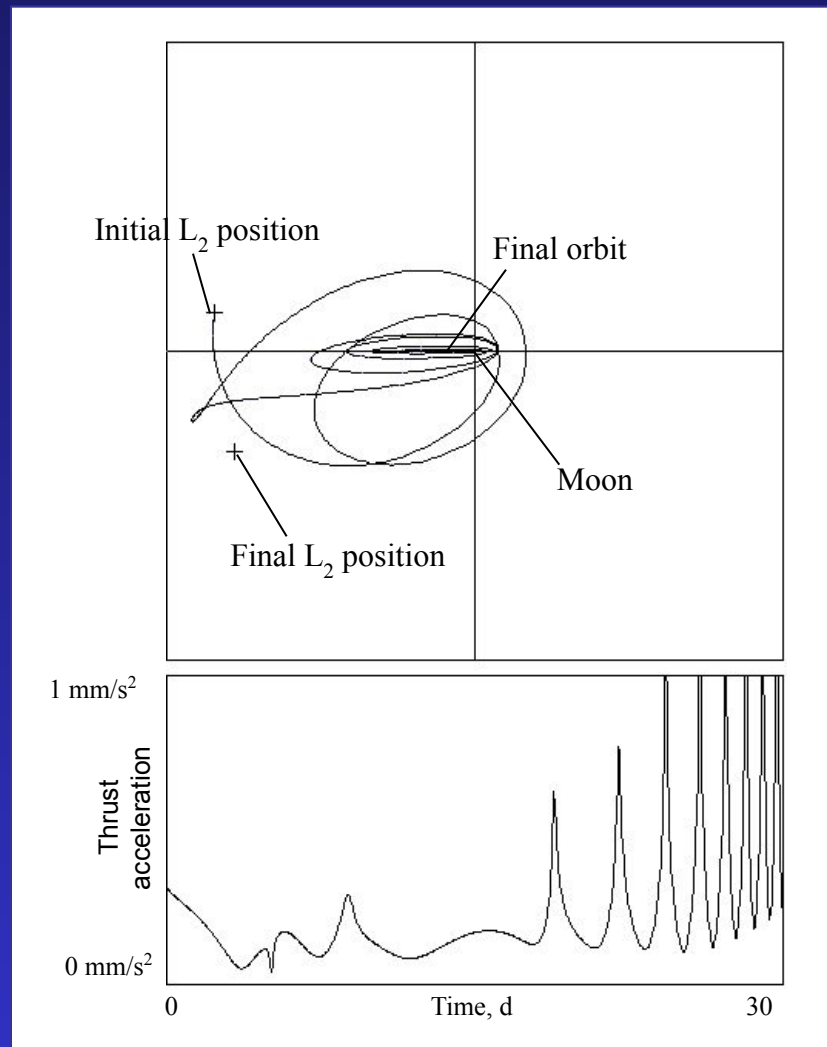 Initial L₂ position
Final orbit
Moon
Final L₂ position
1 mm/s²
Thrust
acceleration
0 mm/s²
0
Time, d
30